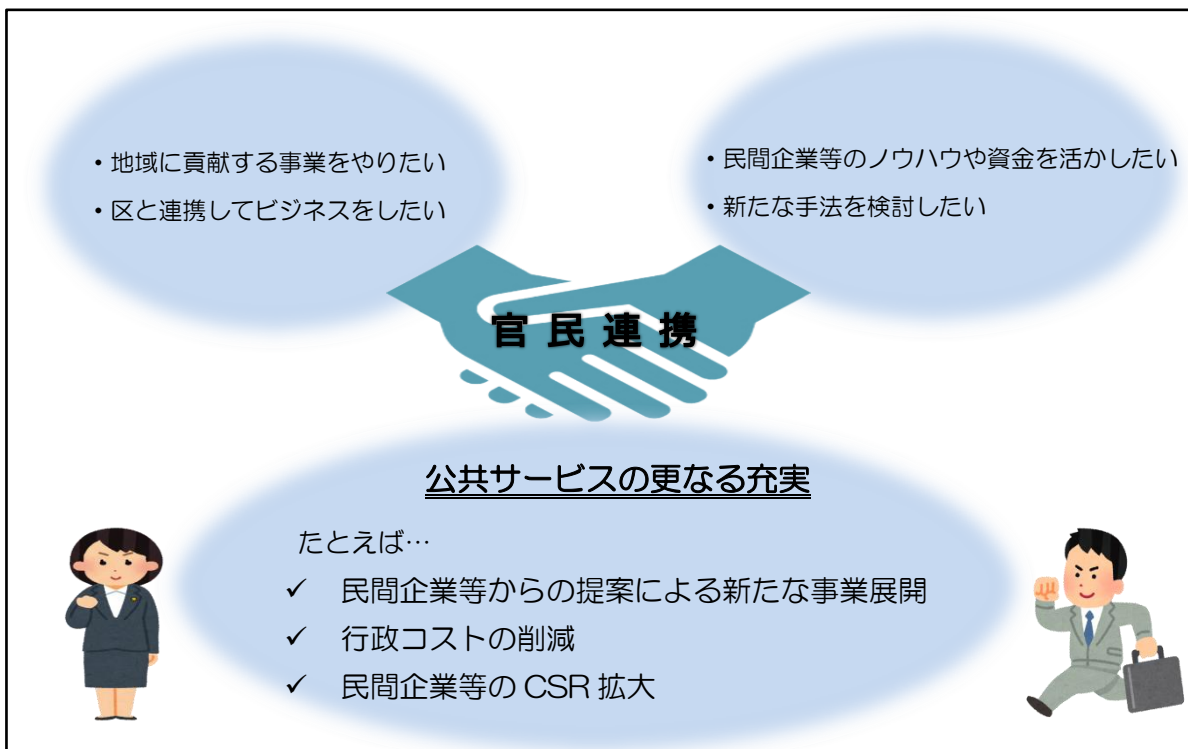 ・地域に貢献する事業をやりたい
・区と連携してビジネスをしたい
・民間企業等のノウハウや資金を活かしたい
・新たな手法を検討したい
官民連携
公共サービスの更なる充実
たとえば…
✓ 民間企業等からの提案による新たな事業展開
✓ 行政コストの削減
✓ 民間企業等の CSR 拡大